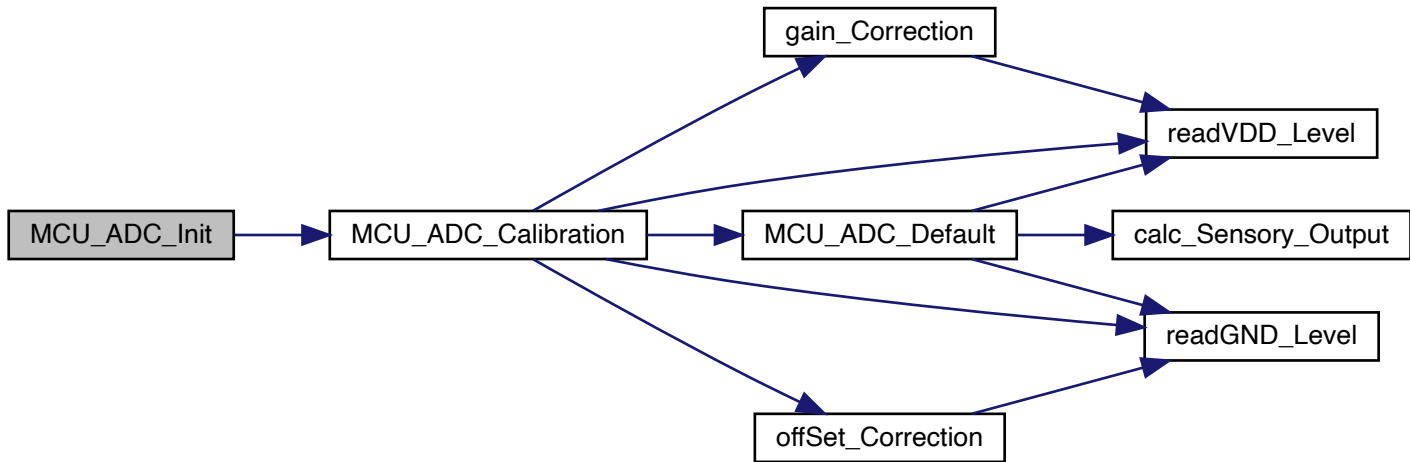 gain_Correction
readVDD_Level
MCU_ADC_Init
MCU_ADC_Calibration
MCU_ADC_Default
calc_Sensory_Output
readGND_Level
offSet_Correction